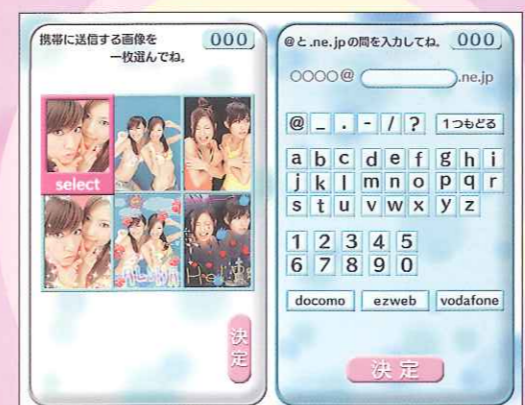 携帯に送信する画像を
一枚選んでね。
000
select
決定
@と.ne.jpの間を入力してね。
000
○○○○@
.ne.jp
@ _ . - / ? 1つもどる
a b c d e f g h i
j k l m n o p q r
s t u v w x y z
1 2 3 4 5
6 7 8 9 0
docomo ezweb vodafone
決定